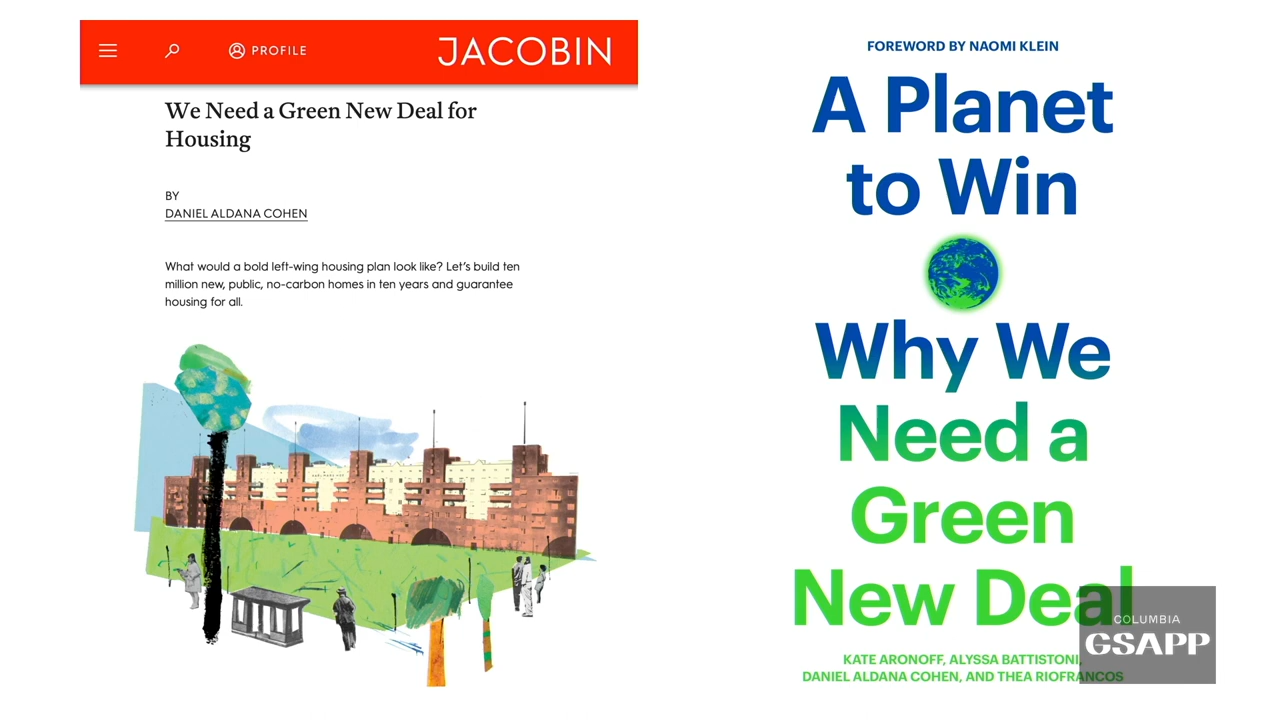 PROFILE
JACOBIN
We Need a Green New Deal for
Housing
BY
DANIEL ALDANA COHEN
What would a bold left-wing housing plan look like? Let's build ten
million new, public, no-carbon homes in ten years and guarantee
housing for all.
FOREWORD BY NAOMI KLEIN
A Planet
to Win
Why We
Need a
Green
New Deal
KATE ARONOFF, ALYSSA BATTISTONI,
DANIEL ALDANA COHEN, AND THEA RIOFRANCOS
COLUMBIA
GSAPP